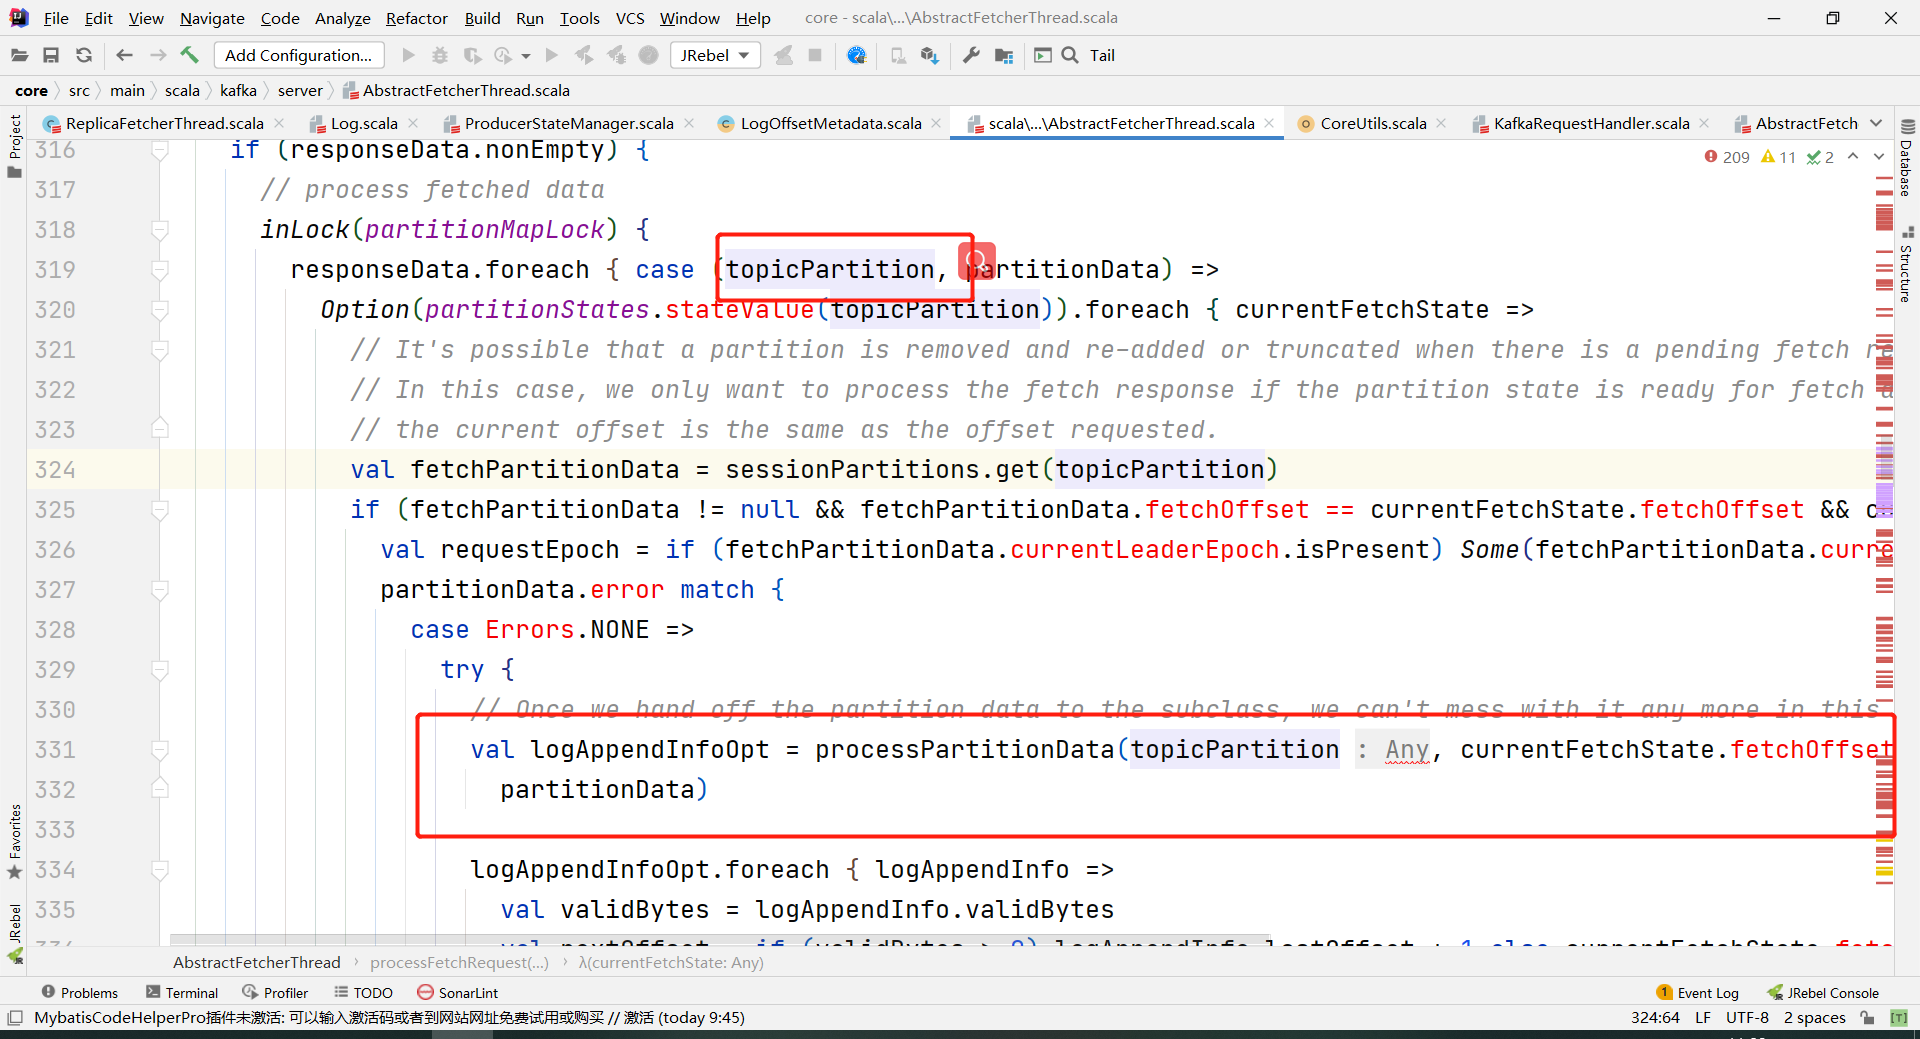 File Edit View Navigate Code Analyze Refactor Build Run Tools VCS Window Help core - scala\...\AbstractFetcherThread.scala
Add Configuration... JRebel Tail
core src main scala kafka server AbstractFetcherThread.scala
ReplicaFetcherThread.scala Log.scala ProducerStateManager.scala LogOffsetMetadata.scala scala\...\AbstractFetcherThread.scala CoreUtils.scala KafkaRequestHandler.scala AbstractFetch
Project
Favorites
JRebel
Database
Structure
209 11 2
316 if (responseData.nonEmpty) {
317 // process fetched data
318 inLock(partitionMapLock) {
319 responseData.foreach { case (topicPartition, partitionData) =>
320 Option(partitionStates.stateValue(topicPartition)).foreach { currentFetchState =>
321 // It's possible that a partition is removed and re-added or truncated when there is a pending fetch re
322 // In this case, we only want to process the fetch response if the partition state is ready for fetch a
323 // the current offset is the same as the offset requested.
324 val fetchPartitionData = sessionPartitions.get(topicPartition)
325 if (fetchPartitionData != null && fetchPartitionData.fetchOffset == currentFetchState.fetchOffset && c
326 val requestEpoch = if (fetchPartitionData.currentLeaderEpoch.isPresent) Some(fetchPartitionData.curre
327 partitionData.error match {
328 case Errors.NONE =>
329 try {
330 // Once we hand off the partition data to the subclass, we can't mess with it any more in this
331 val logAppendInfoOpt = processPartitionData(topicPartition : Any, currentFetchState.fetchOffset
332 partitionData)
333
334 logAppendInfoOpt.foreach { logAppendInfo =>
335 val validBytes = logAppendInfo.validBytes
336 val nextOffset = if (validBytes > 0) logAppendInfo.lastOffset + 1 else currentFetchState.fetc
AbstractFetcherThread processFetchRequest(...) λ(currentFetchState: Any)
Problems Terminal Profiler TODO SonarLint 1 Event Log JRebel Console
MybatisCodeHelperPro插件未激活: 可以输入激活码或者到网站网址免费试用或购买 // 激活 (today 9:45) 324:64 LF UTF-8 2 spaces [T]